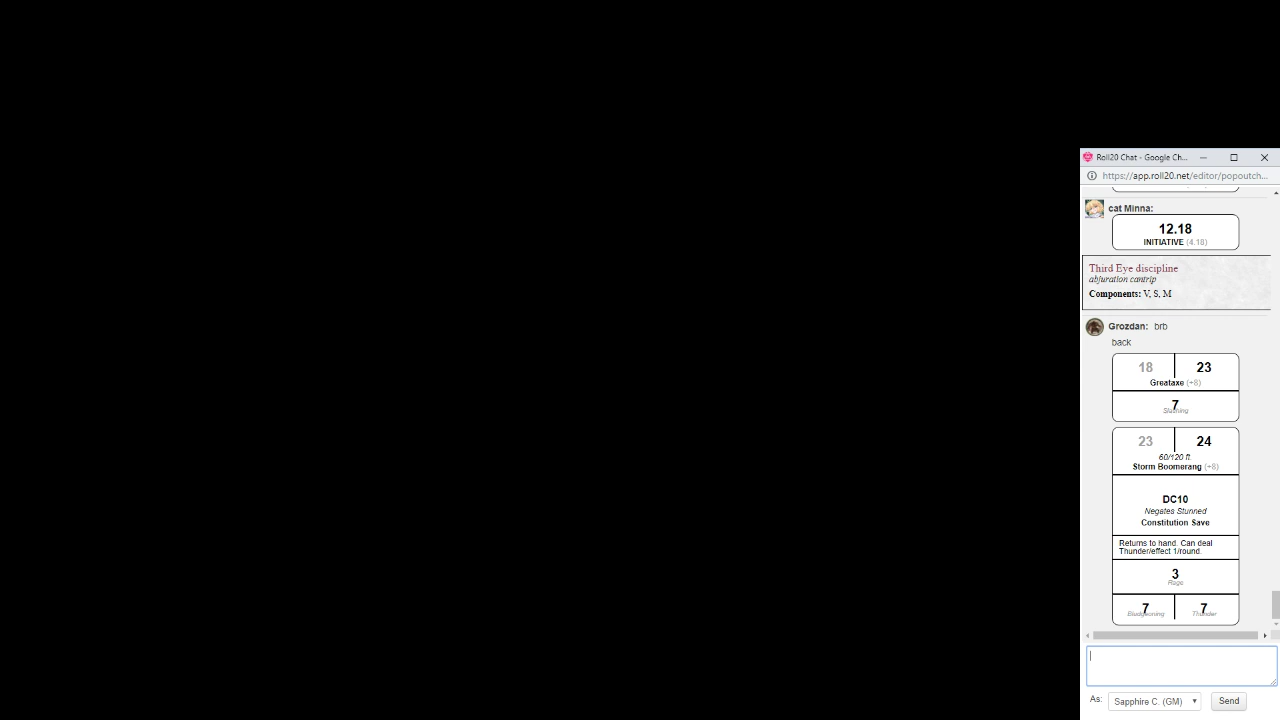 Roll20 Chat - Google Ch...
https://app.roll20.net/editor/popoutch...
cat Minna:
12.18
INITIATIVE (4.18)
Third Eye discipline
abjuration cantrip
Components: V, S, M
Grozdan: brb
back
18 23
Greataxe (+8)
7
Slashing
23 24
60/120 ft.
Storm Boomerang (+8)
DC10
Negates Stunned
Constitution Save
Returns to hand. Can deal
Thunder/effect 1/round.
3
Rage
7 7
Bludgeoning Thunder
As: Sapphire C. (GM) Send